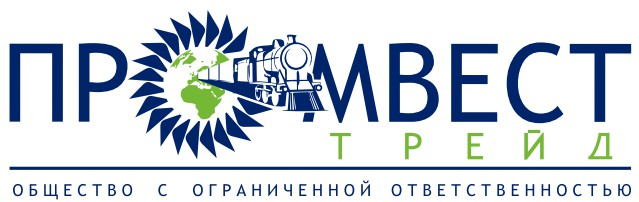 ПРОМВЕСТ
ТРЕЙД
ОБЩЕСТВО С ОГРАНИЧЕННОЙ ОТВЕТСТВЕННОСТЬЮ